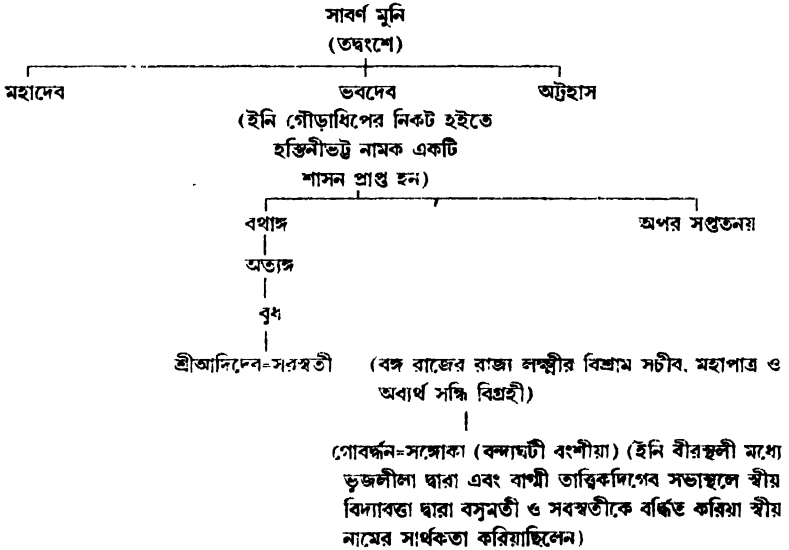 সাবর্ণ মুনি
(তদ্বংশে)
মহাদেব ভবদেব অট্টহাস
(ইনি গৌড়াধিপের নিকট হইতে
হস্তিনীভট্ট নামক একটি
শাসন প্রাপ্ত হন)
বথাঙ্গ অপর সপ্ততনয়
অত্যঙ্গ
বুধ
শ্রীআদিদেব=সরস্বতী (বঙ্গ রাজের রাজ্য লক্ষ্মীর বিশ্রাম সচীব, মহাপাত্র ও
অব্যর্থ সন্ধি বিগ্রহী)
গোবর্দ্ধন=সঙ্গোকা (বন্দ্যঘটী বংশীয়া) (ইনি বীরস্থলী মধ্যে
ভুজলীলা দ্বারা এবং বাগ্মী তাত্ত্বিকদিগেব সভাস্থলে স্বীয়
বিদ্যাবত্তা দ্বারা বসুমতী ও সবস্বতীকে বর্দ্ধিত করিয়া স্বীয়
নামের সার্থকতা করিয়াছিলেন)